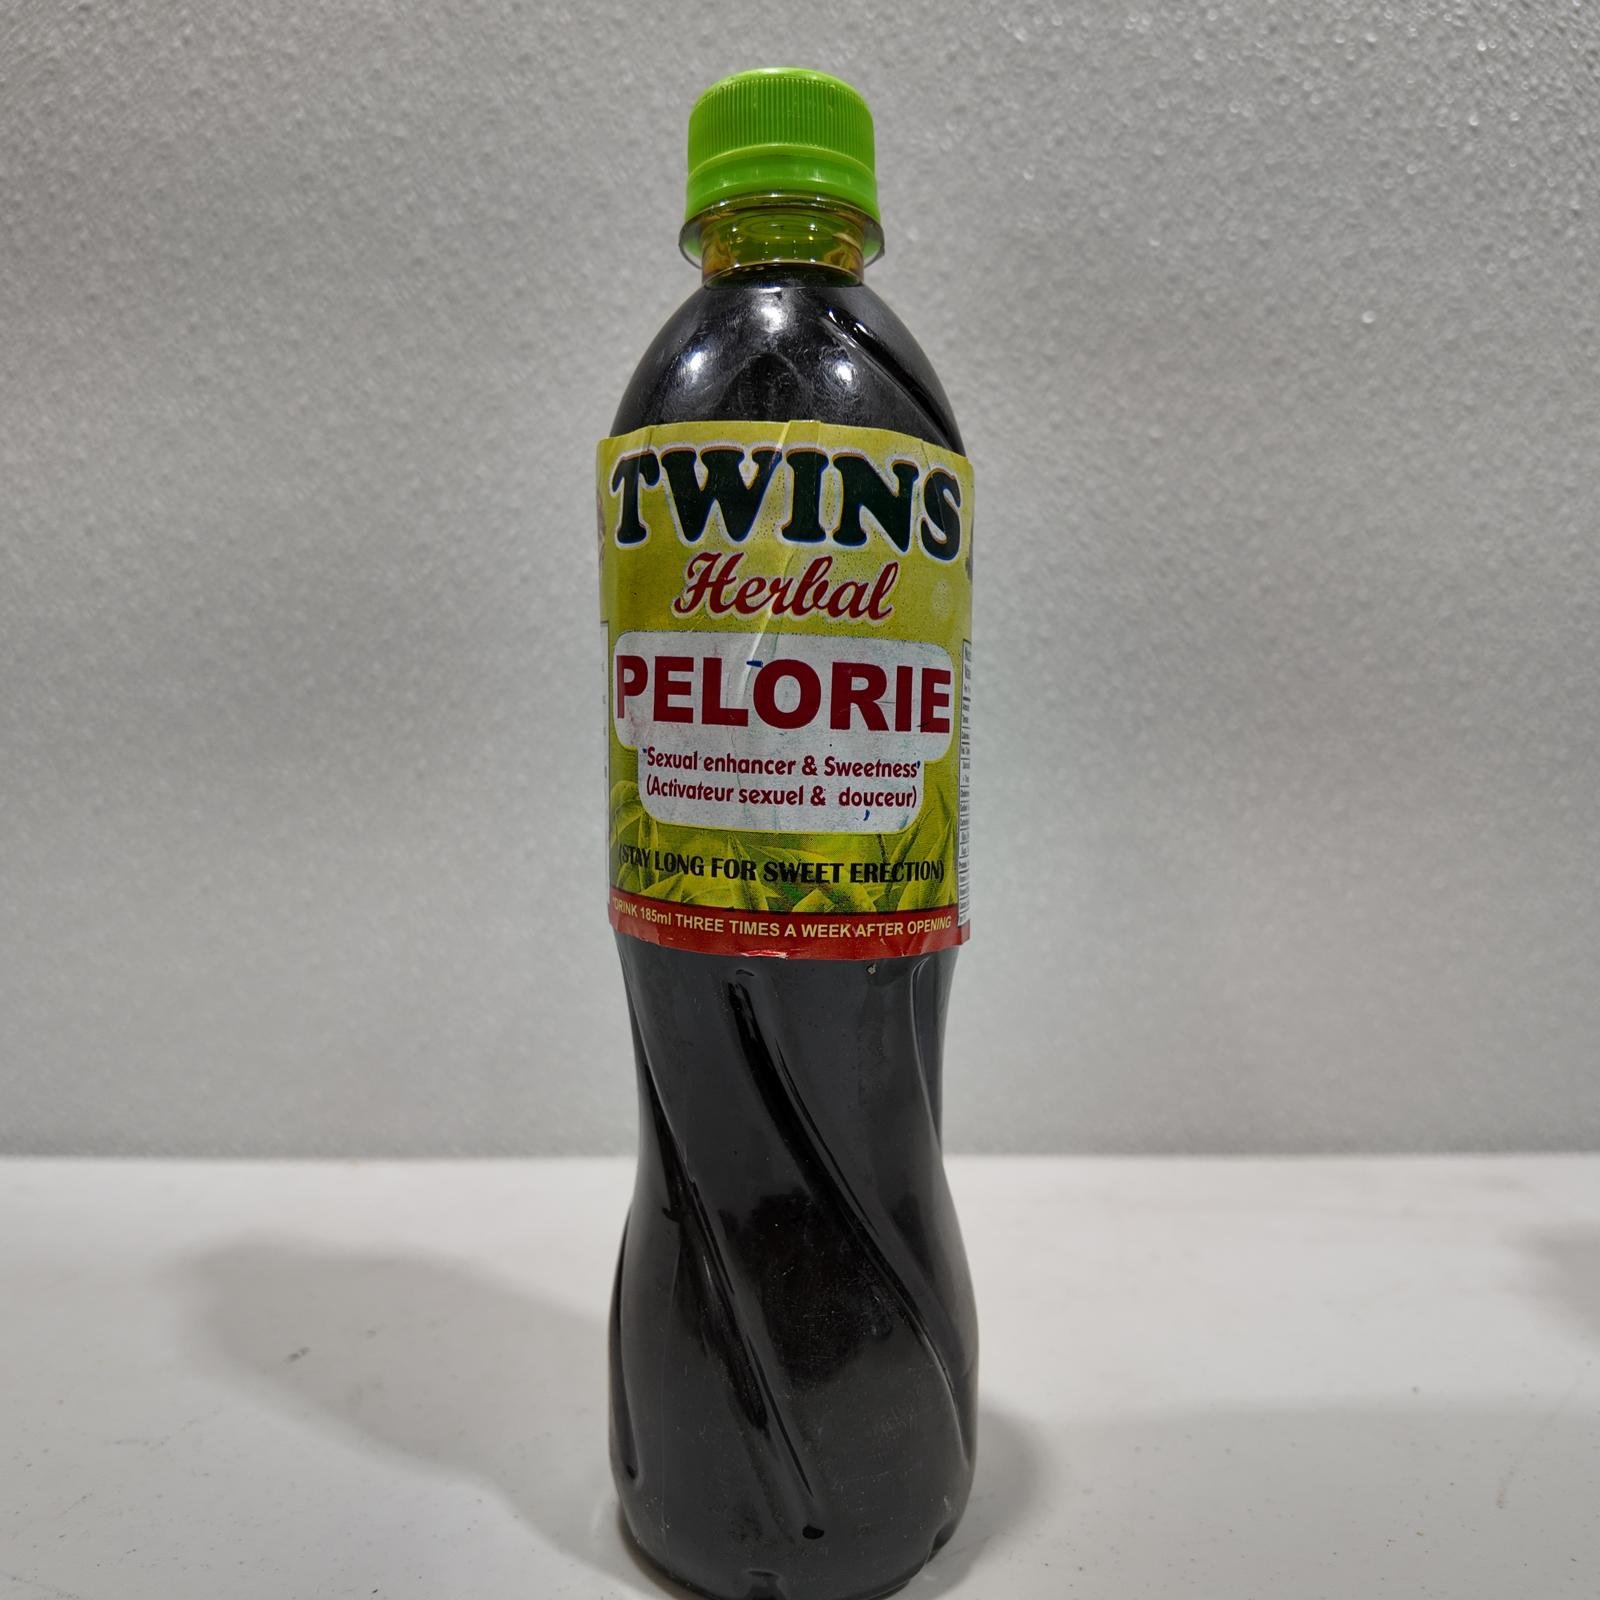 TWINS
Herbal
PELORIE
"Sexual enhancer & Sweetness'
(Activateur sexuel & douceur)
(STAY LONG FOR SWEET ERECTION)
*DRINK 185ml THREE TIMES A WEEK AFTER OPENING